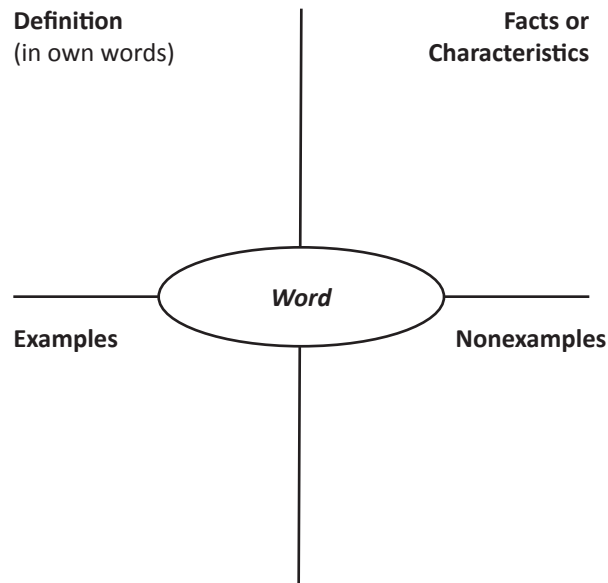 Definition
(in own words)
Facts or
Characteristics
Word
Examples
Nonexamples